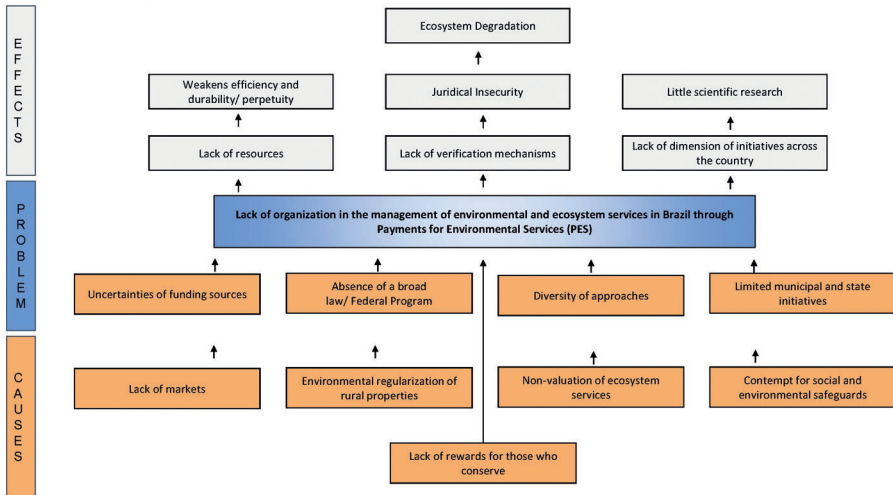 EFFECTS
Ecosystem Degradation
Weakens efficiency and
durability/ perpetuity
Juridical Insecurity
Little scientific research
Lack of resources
Lack of verification mechanisms
Lack of dimension of initiatives across
the country
PROBLEM
Lack of organization in the management of environmental and ecosystem services in Brazil through
Payments for Environmental Services (PES)
Uncertainties of funding sources
Absence of a broad
law/ Federal Program
Diversity of approaches
Limited municipal and state
initiatives
CAUSES
Lack of markets
Environmental regularization of
rural properties
Non-valuation of ecosystem
services
Contempt for social and
environmental safeguards
Lack of rewards for those who
conserve